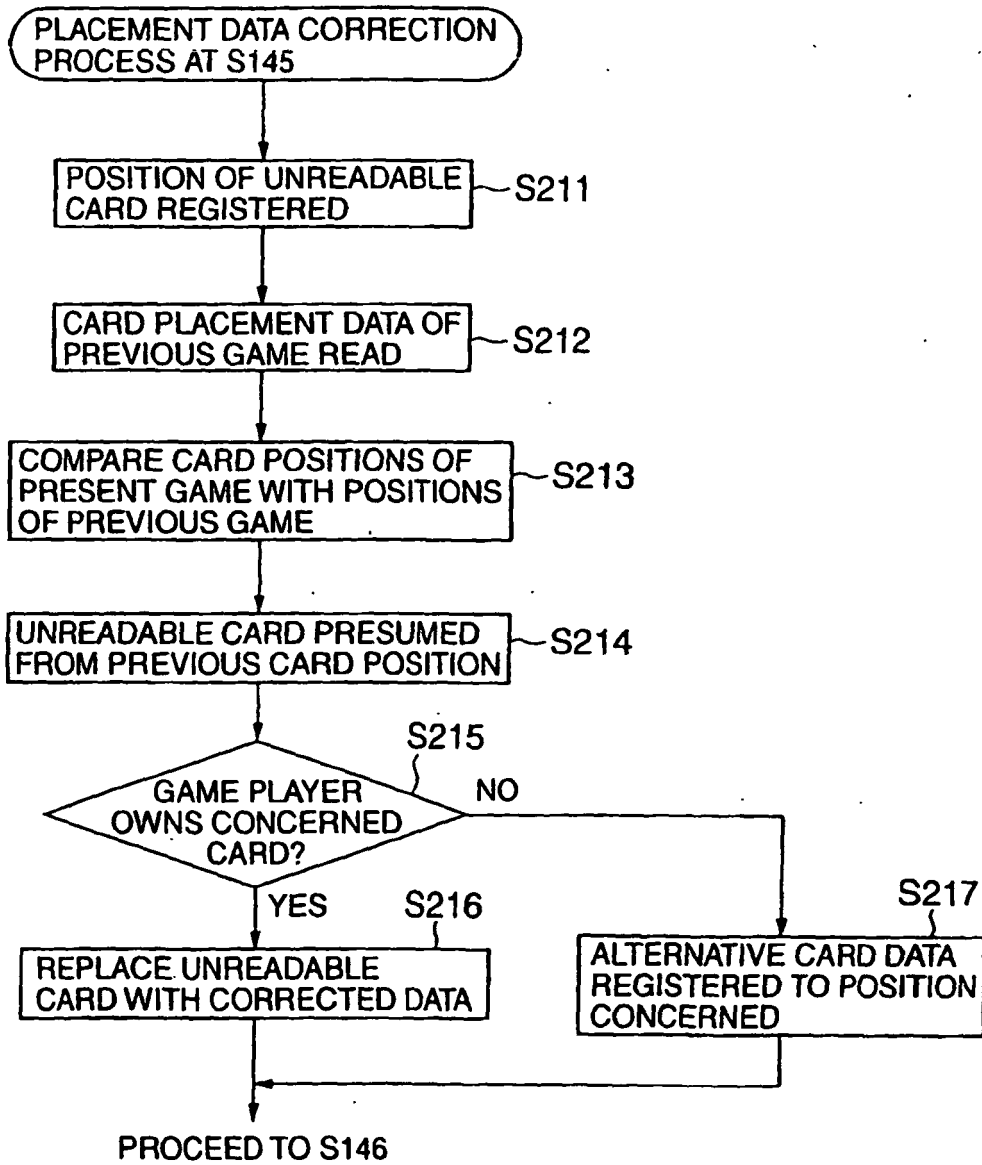 PLACEMENT DATA CORRECTION
PROCESS AT S145
POSITION OF UNREADABLE
CARD REGISTERED
S211
CARD PLACEMENT DATA OF
PREVIOUS GAME READ
S212
COMPARE CARD POSITIONS OF
PRESENT GAME WITH POSITIONS
OF PREVIOUS GAME
S213
UNREADABLE CARD PRESUMED
FROM PREVIOUS CARD POSITION
S214
S215
GAME PLAYER
OWNS CONCERNED
CARD?
NO
YES
S216
REPLACE UNREADABLE
CARD WITH CORRECTED DATA
S217
ALTERNATIVE CARD DATA
REGISTERED TO POSITION
CONCERNED
PROCEED TO S146